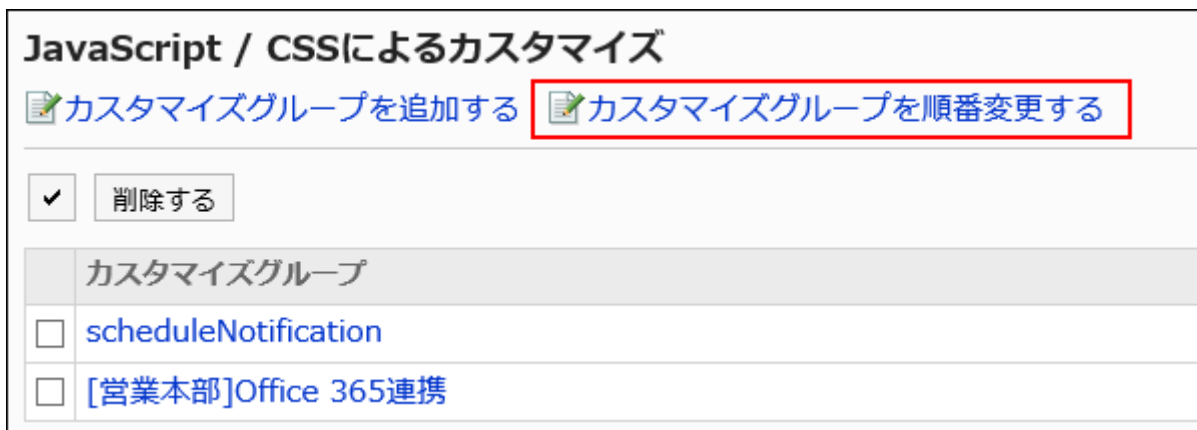 JavaScript / CSSによるカスタマイズ
カスタマイズグループを追加する カスタマイズグループを順番変更する
削除する
カスタマイズグループ
scheduleNotification
[営業本部]Office 365連携